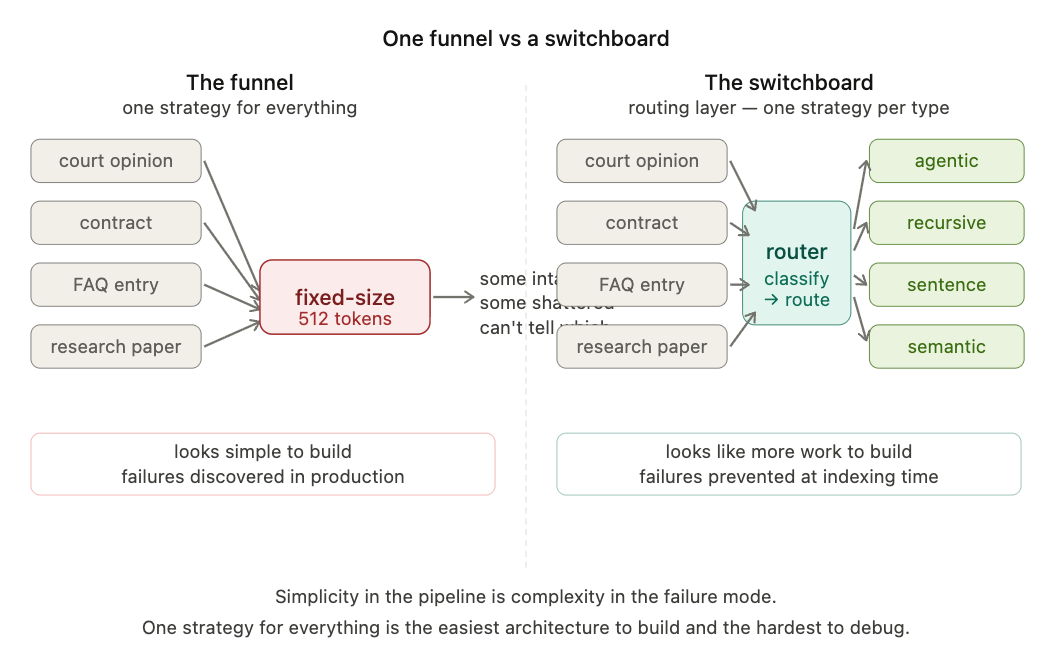 One funnel vs a switchboard
The funnel
one strategy for everything
court opinion
contract
FAQ entry
research paper
fixed-size
512 tokens
some
some shattered
can't tell which
looks simple to build
failures discovered in production
The switchboard
routing layer — one strategy per type
court opinion
contract
FAQ entry
research paper
router
classify
→ route
agentic
recursive
sentence
semantic
looks like more work to build
failures prevented at indexing time
Simplicity in the pipeline is complexity in the failure mode.
One strategy for everything is the easiest architecture to build and the hardest to debug.